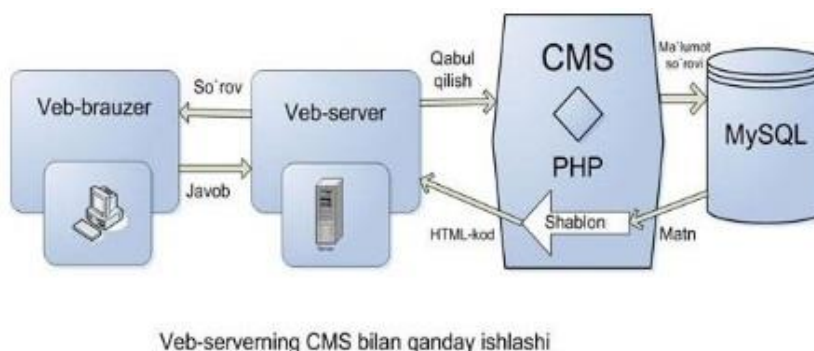 Veb-brauzer
So`rov
Javob
Veb-server
Qabul
qilish
CMS
PHP
Ma'lumot
so`rovi
MySQL
HTML-kod
Shablon
Matn
Veb-serverning CMS bilan qanday ishlashi